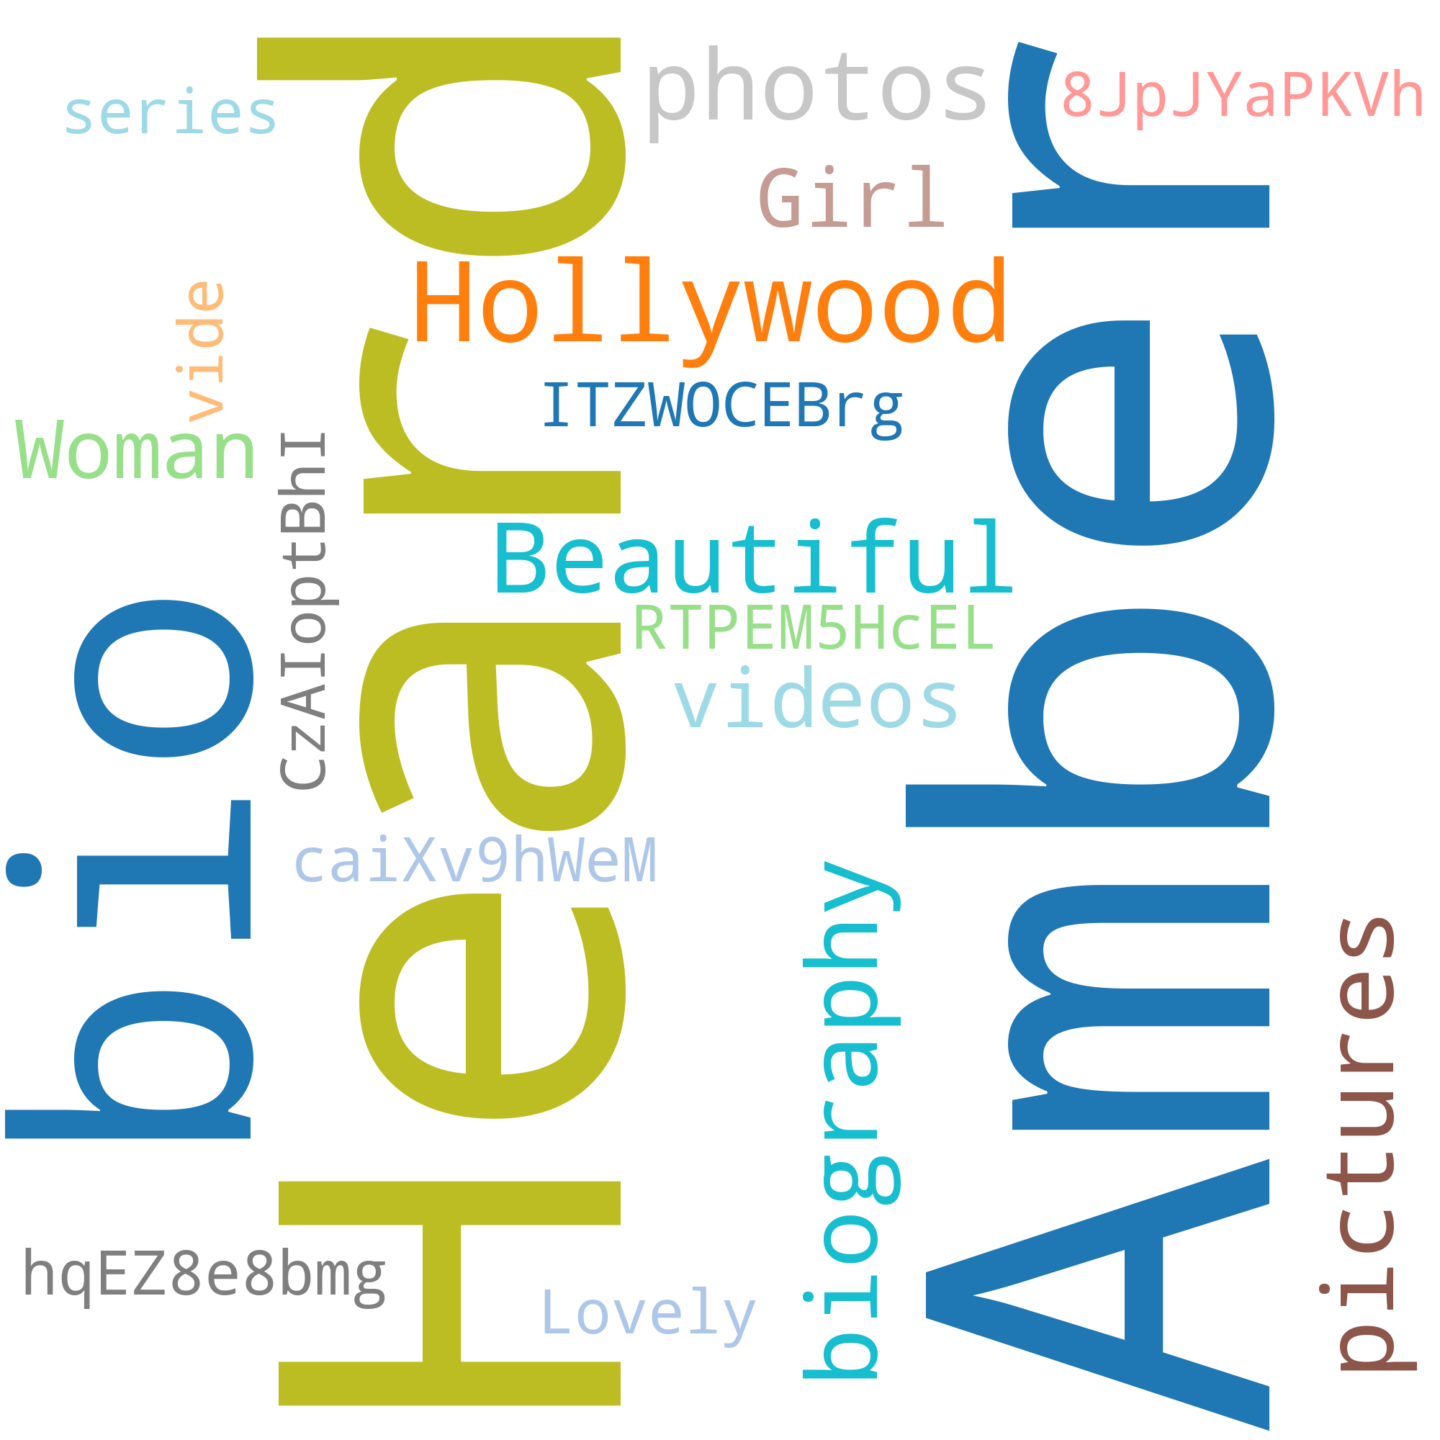 series
photos
8JpJYaPKVh
Girl
Hollywood
vide
ITZWOCEBrg
Woman
CzAIoptBhI
Beautiful
RTPEM5HcEL
videos
bio
Heard
Amber
caiXv9hWeM
biography
pictures
hqEZ8e8bmg
Lovely